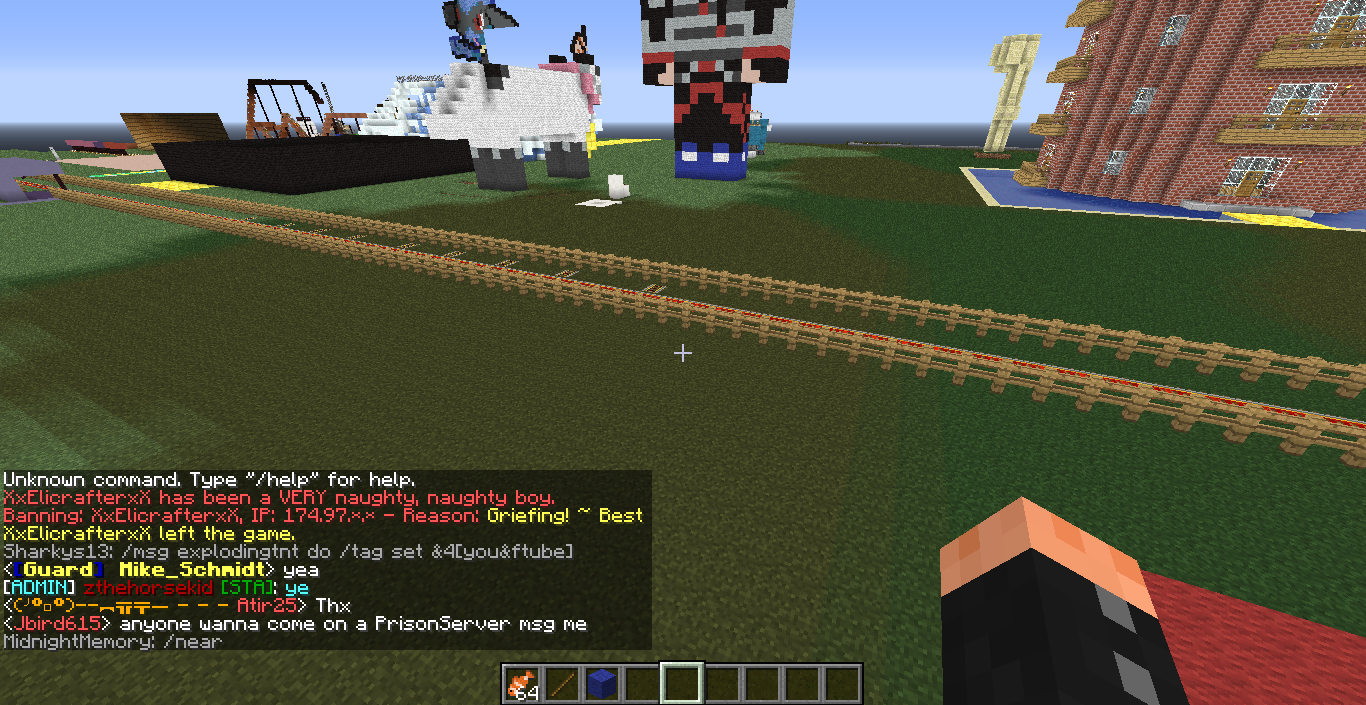 Unknown command. Type "/help" for help.
XxElicrafterxX has been a VERY naughty, naughty boy.
Banning: XxElicrafterxX, IP: 174.97.*.* - Reason: Griefing! ~ Best
XxElicrafterxX left the game.
Sharkys13: /msg explodingtnt do /tag set &4[you&ftube]
<[Guard] Mike_Schmidt> yea
[ADMIN] zthehorsekid [STA]: ye
<(╯°□°)--︻╦╤─ - - - Atir25> Thx
<Jbird615> anyone wanna come on a PrisonServer msg me
MidnightMemory: /near
64